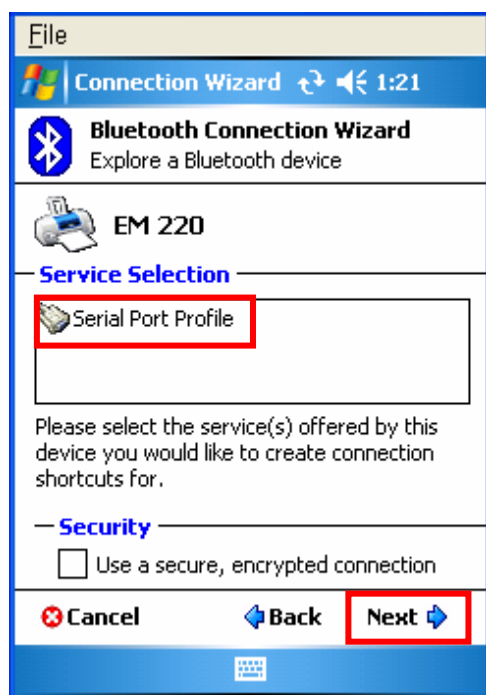 File
Connection Wizard 1:21
Bluetooth Connection Wizard
Explore a Bluetooth device
EM 220
Service Selection
Serial Port Profile
Please select the service(s) offered by this
device you would like to create connection
shortcuts for.
Security
Use a secure, encrypted connection
Cancel Back Next